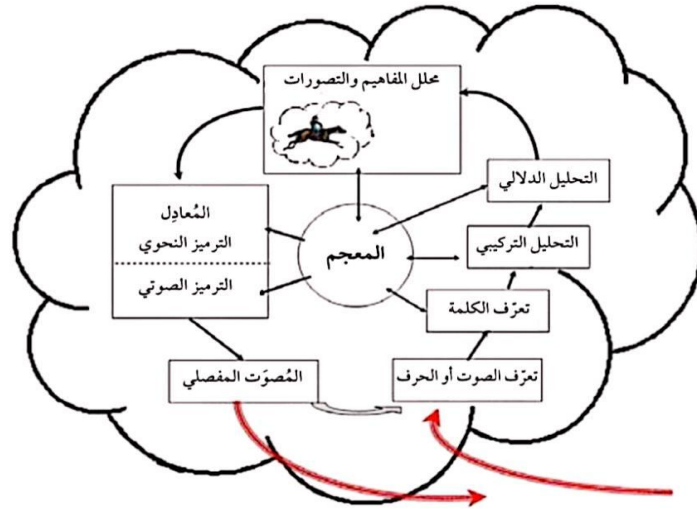 محلل المفاهيم والتصورات
التحليل الدلالي
المُعادِل
الترميز النحوي
الترميز الصوتي
المعجم
التحليل التركيبي
تعرّف الكلمة
المُصوّت المفصلي
تعرّف الصوت أو الحرف